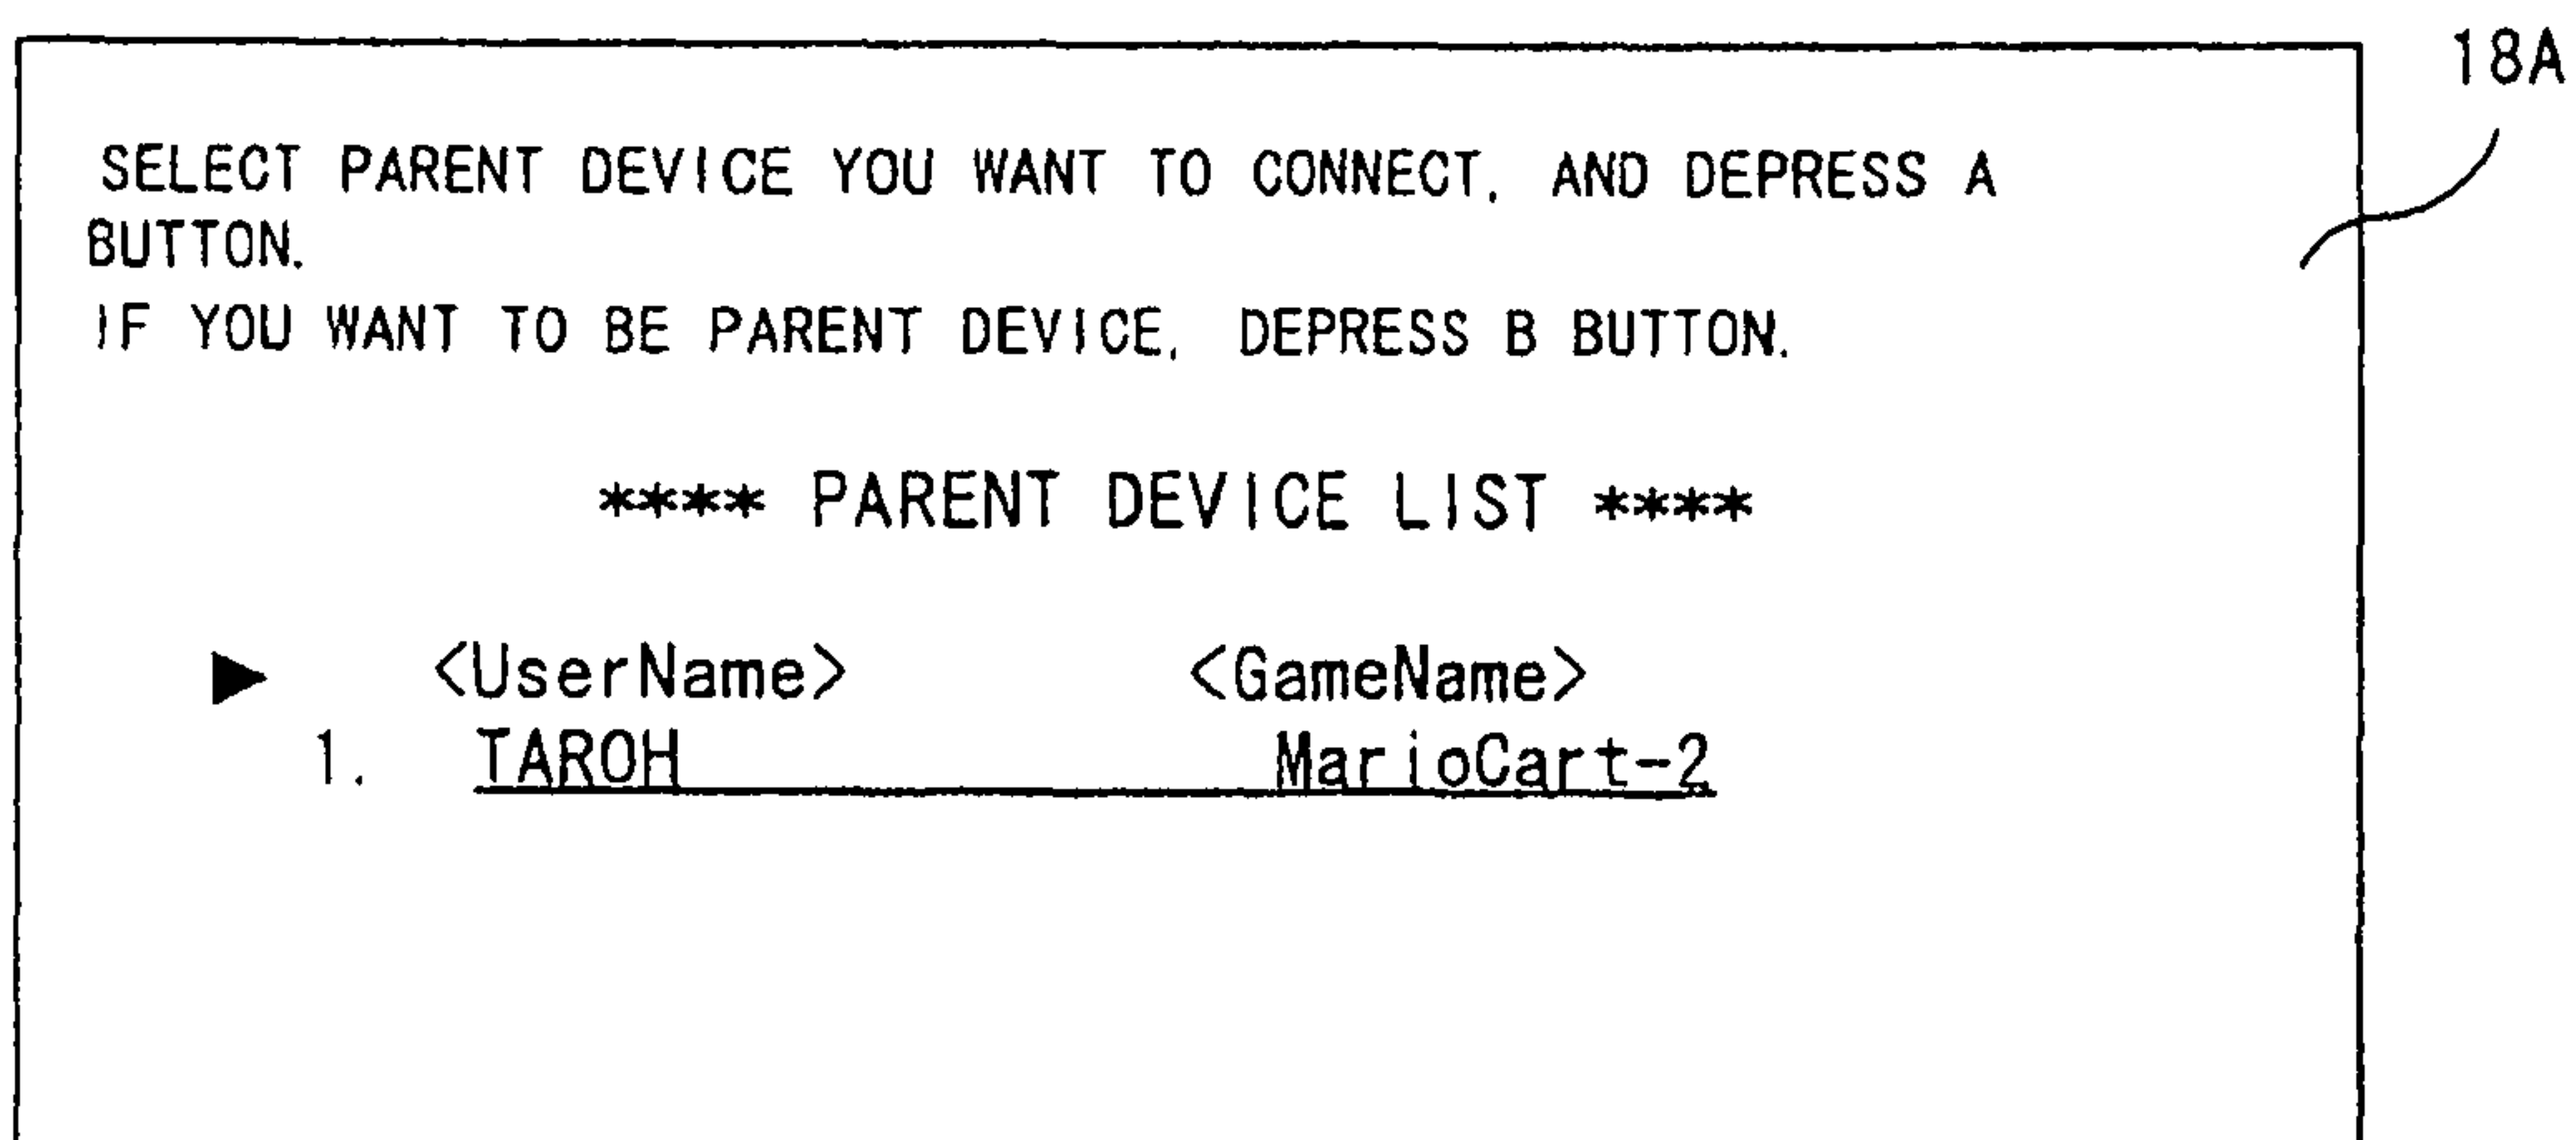 18A
SELECT PARENT DEVICE YOU WANT TO CONNECT, AND DEPRESS A
BUTTON.
IF YOU WANT TO BE PARENT DEVICE, DEPRESS B BUTTON.
**** PARENT DEVICE LIST ****
▶ <UserName> <GameName>
1. TAROH MarioCart-2